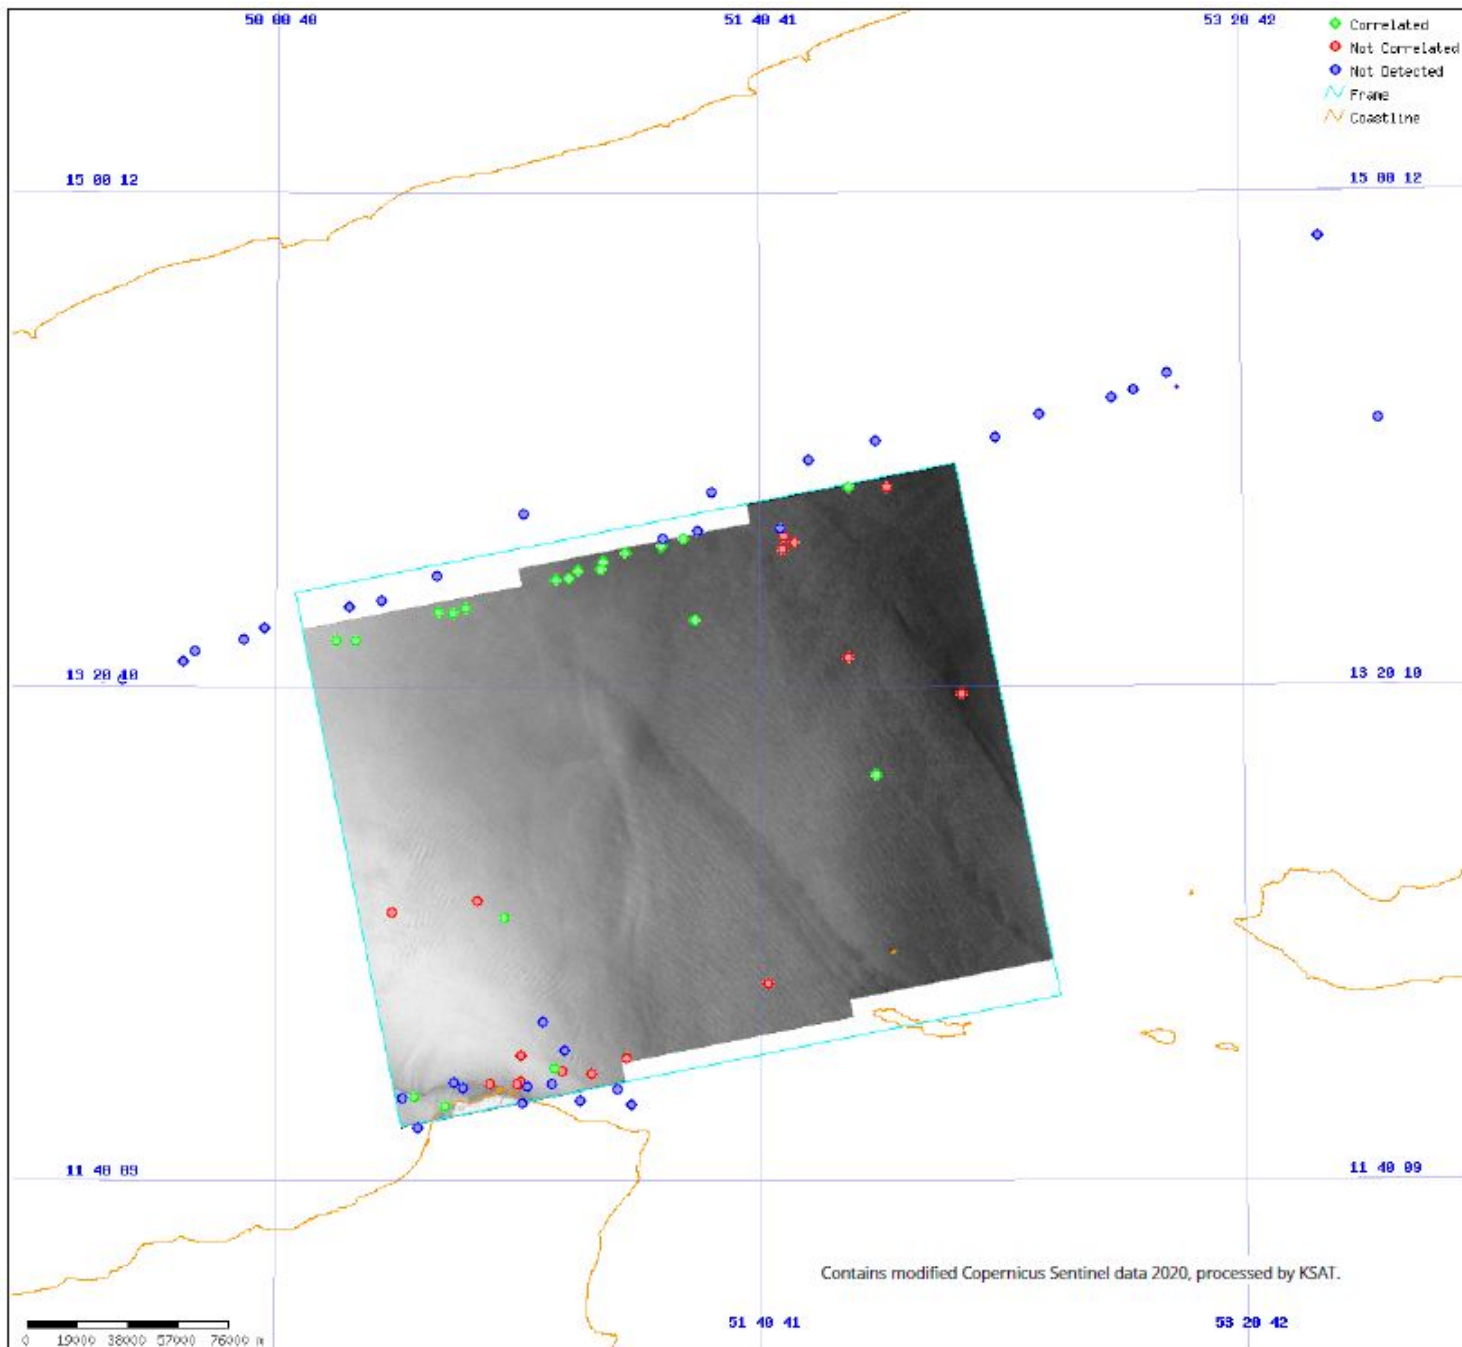 50 00 40
51 40 41
53 20 42
Correlated
Not Correlated
Not Detected
Frame
Coastline
15 00 12
15 00 12
13 20 10
13 20 10
11 40 09
11 40 09
Contains modified Copernicus Sentinel data 2020, processed by KSAT.
51 40 41
53 20 42
0 19000 38000 57000 76000 m